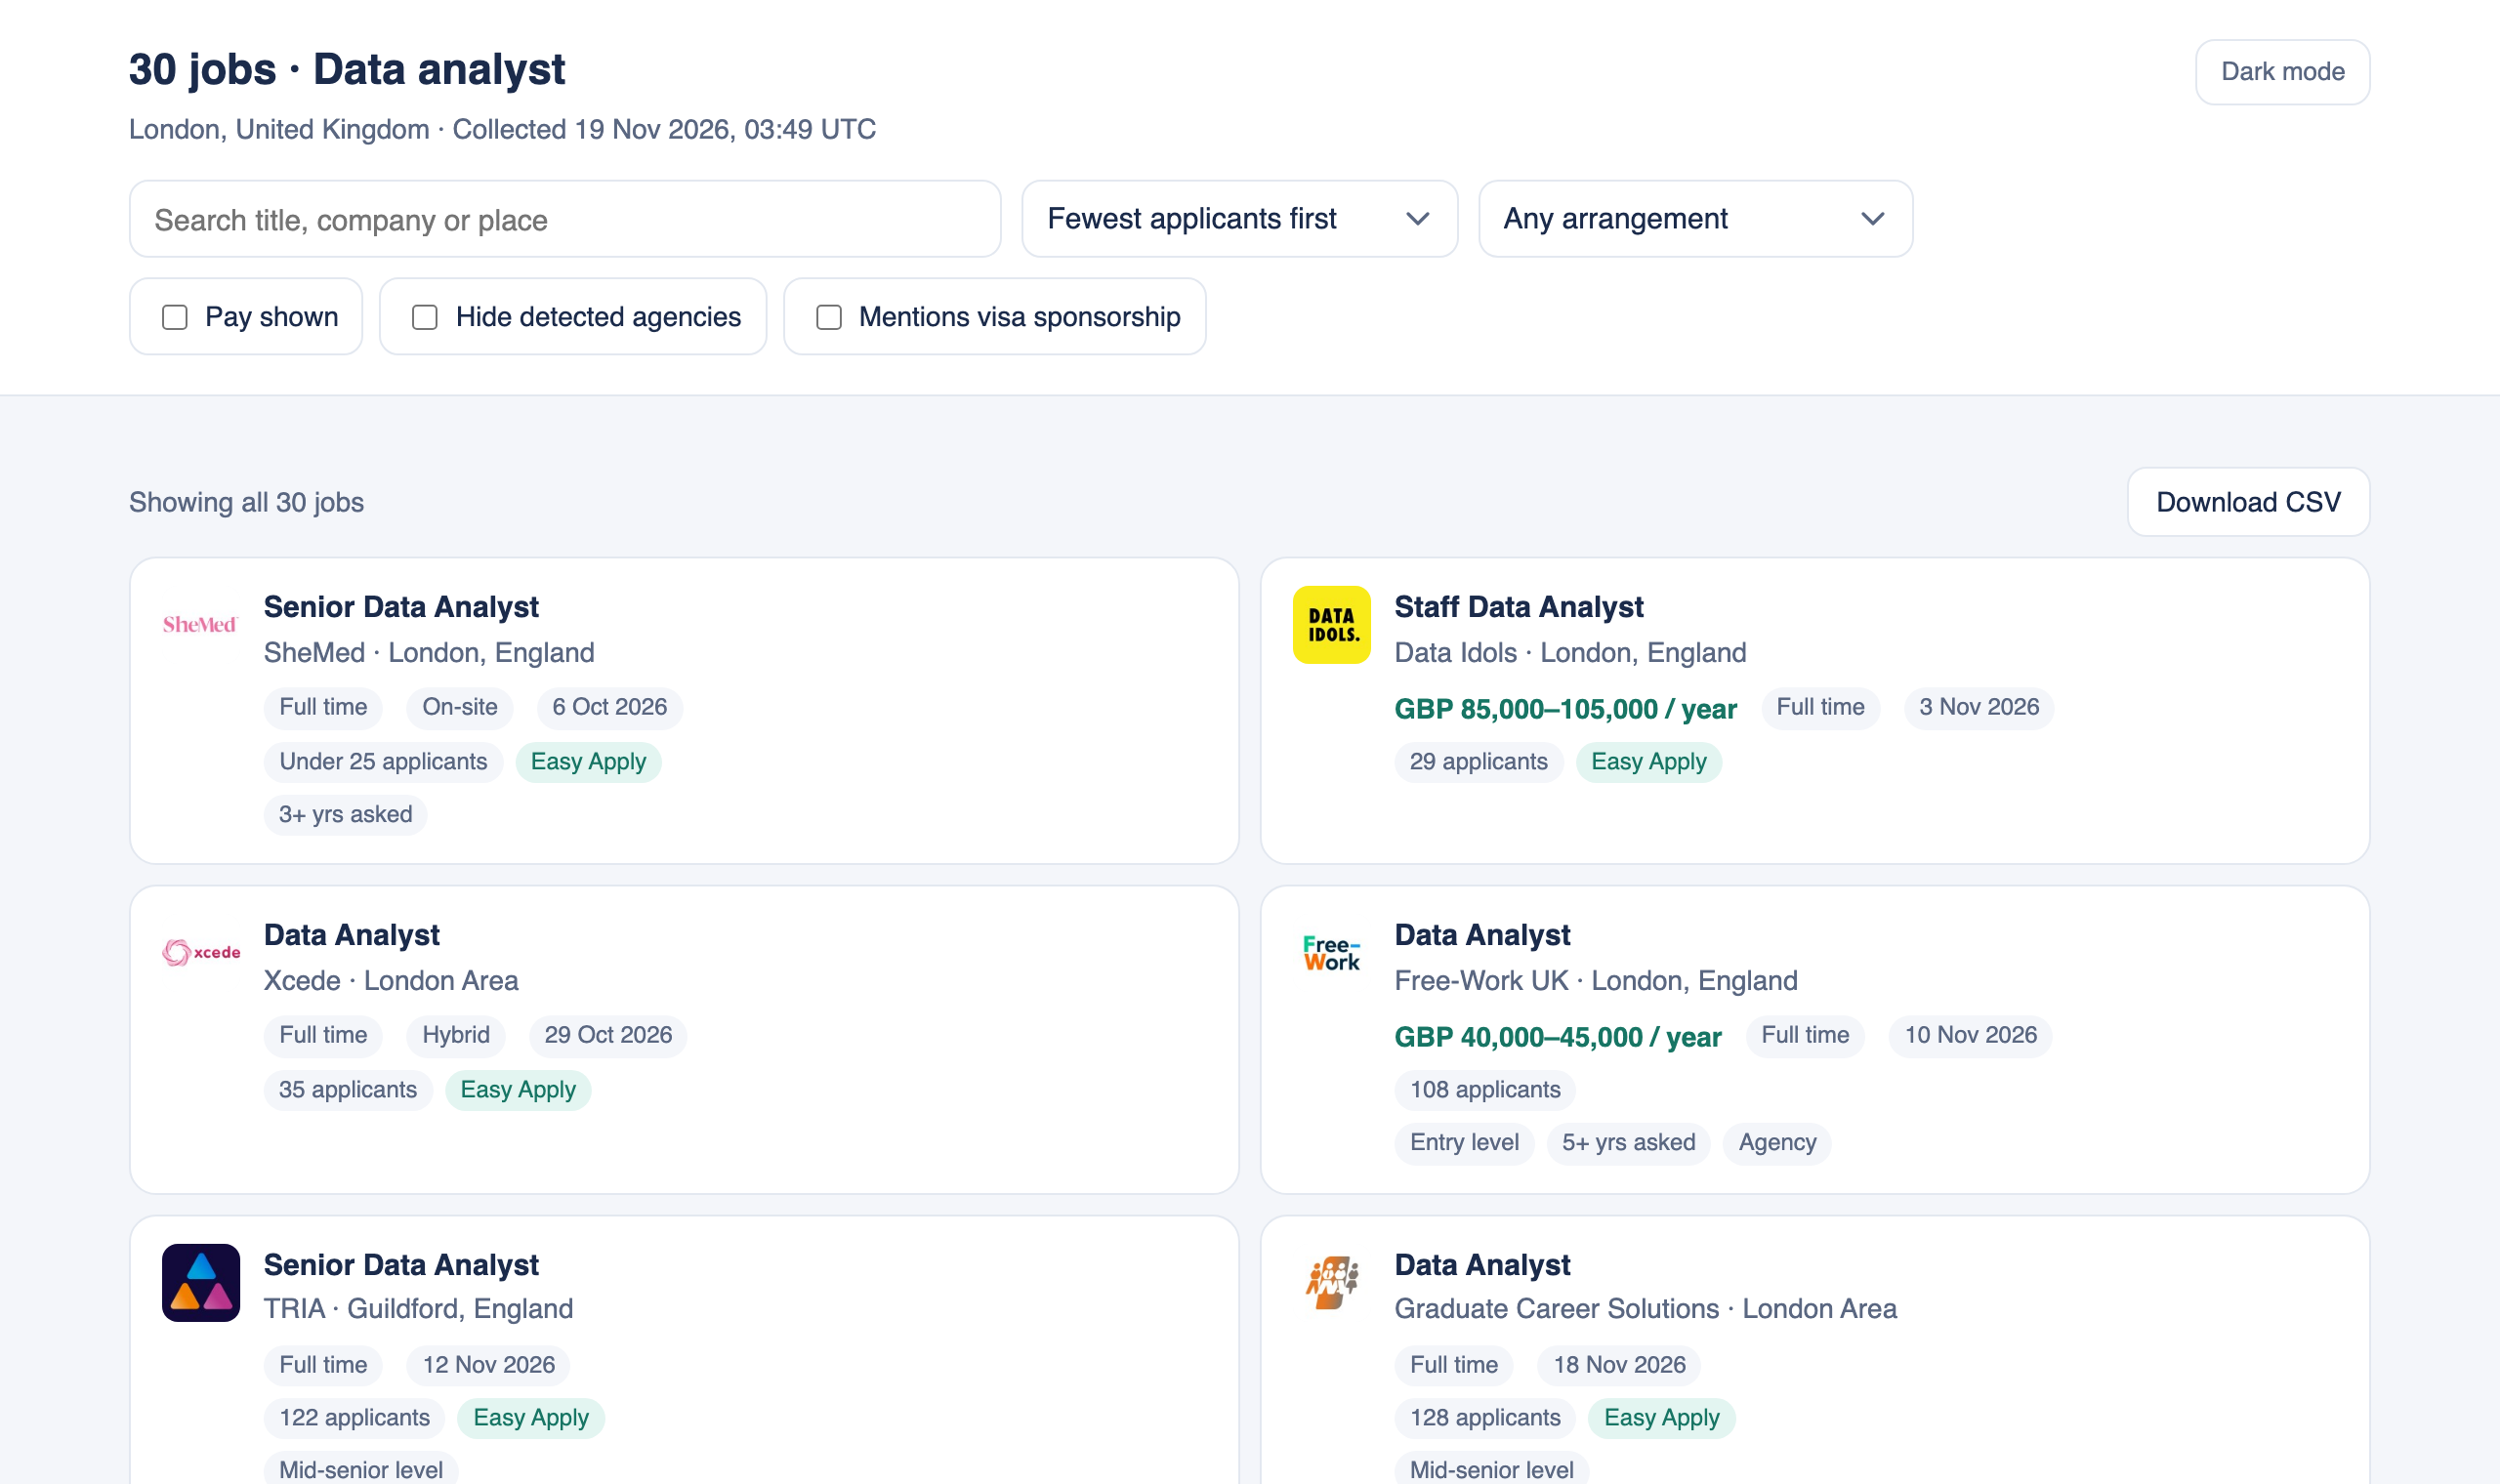 30 jobs · Data analyst
Dark mode
London, United Kingdom · Collected 19 Nov 2026, 03:49 UTC
Search title, company or place
Fewest applicants first
Any arrangement
Pay shown
Hide detected agencies
Mentions visa sponsorship
Showing all 30 jobs
Download CSV
SheMed
Senior Data Analyst
SheMed · London, England
Full time On-site 6 Oct 2026
Under 25 applicants Easy Apply
3+ yrs asked
DATA
IDOLS.
Staff Data Analyst
Data Idols · London, England
GBP 85,000–105,000 / year Full time 3 Nov 2026
29 applicants Easy Apply
xcede
Data Analyst
Xcede · London Area
Full time Hybrid 29 Oct 2026
35 applicants Easy Apply
Free-
Work
Data Analyst
Free-Work UK · London, England
GBP 40,000–45,000 / year Full time 10 Nov 2026
108 applicants
Entry level 5+ yrs asked Agency
Senior Data Analyst
TRIA · Guildford, England
Full time 12 Nov 2026
122 applicants Easy Apply
Mid-senior level
Data Analyst
Graduate Career Solutions · London Area
Full time 18 Nov 2026
128 applicants Easy Apply
Mid-senior level